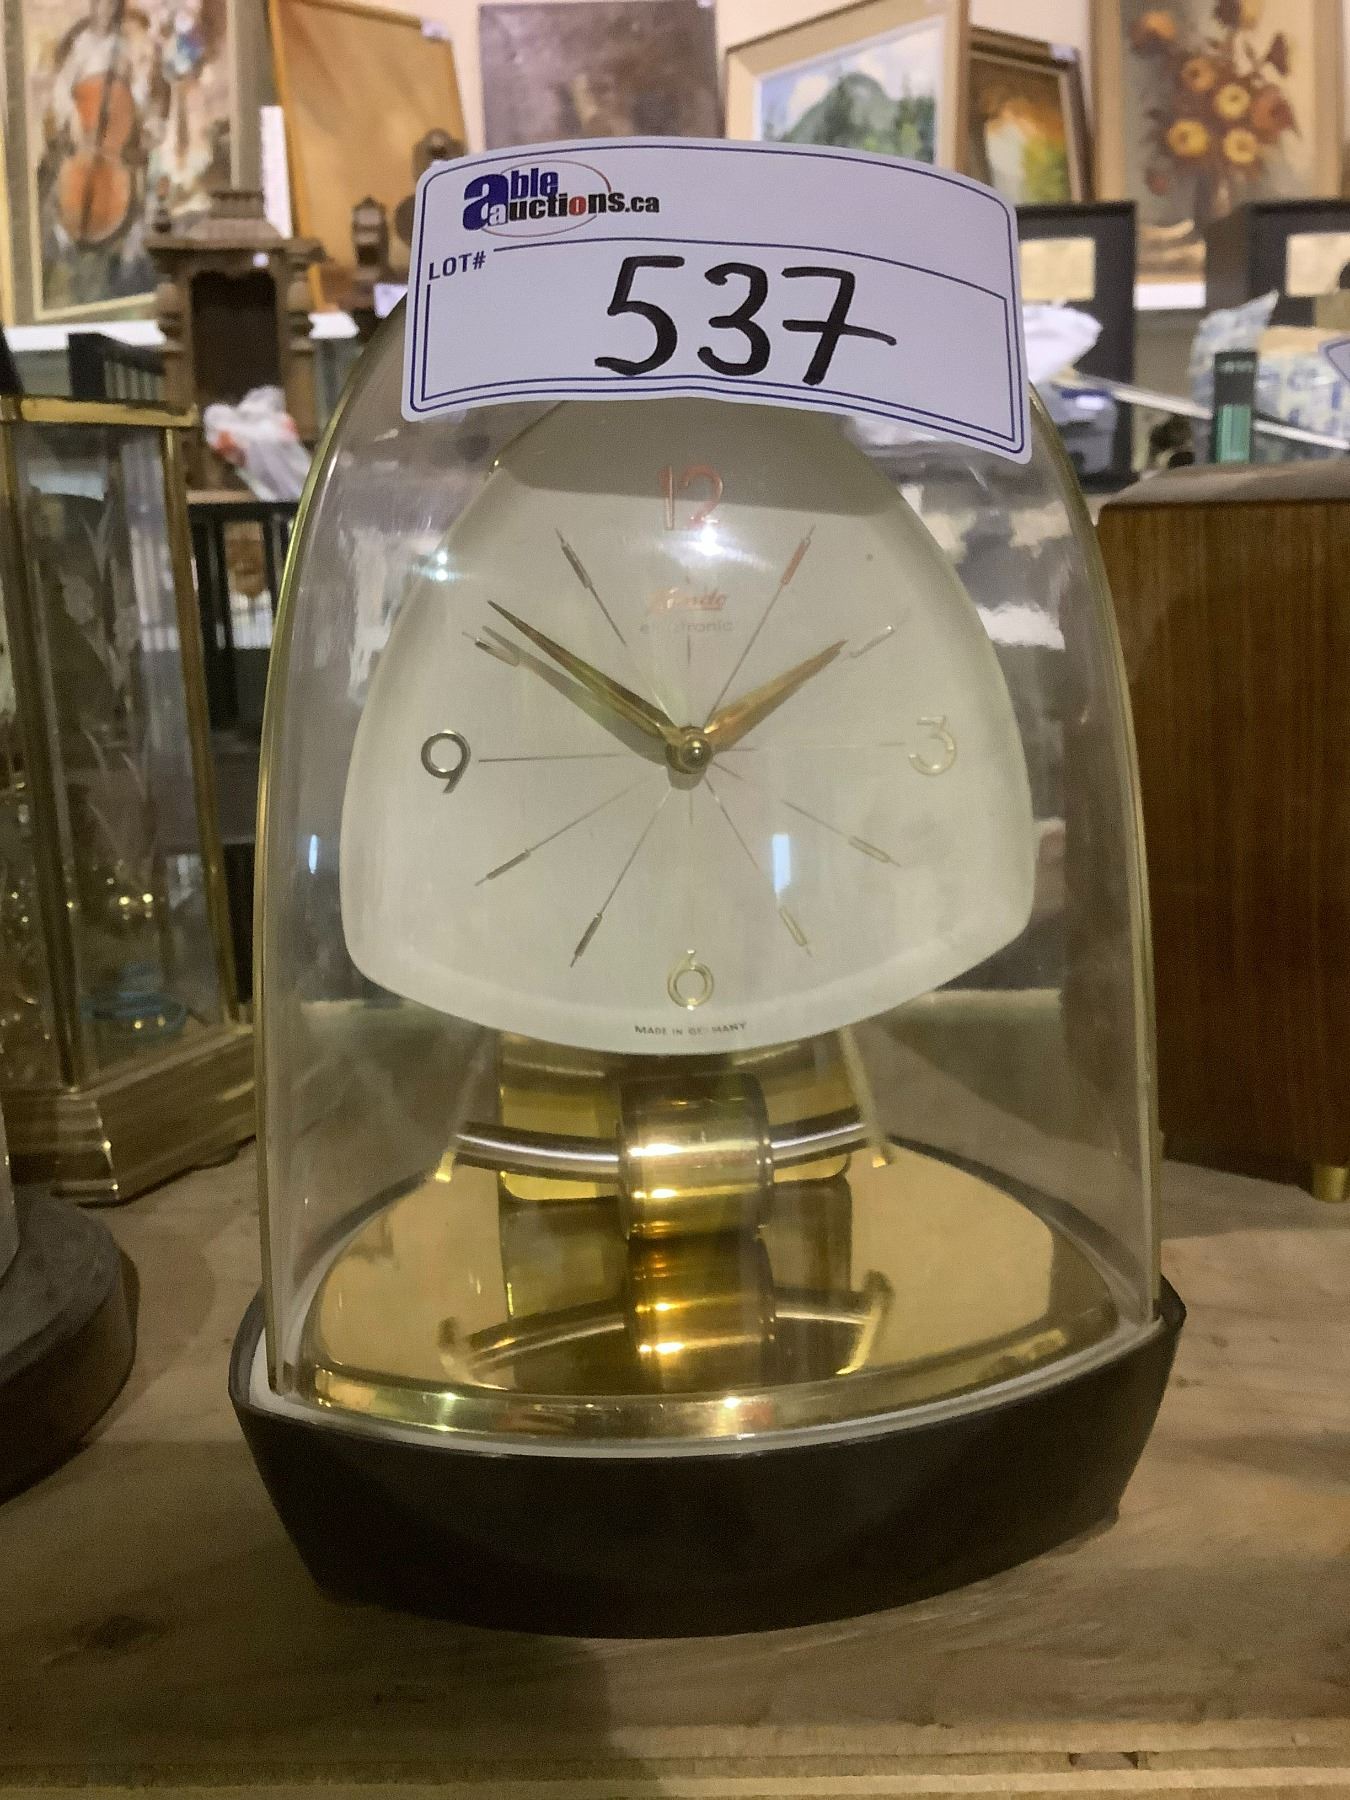 able
auctions.ca
LOT#
537
12
electronic
9
3
6
MADE IN GERMANY